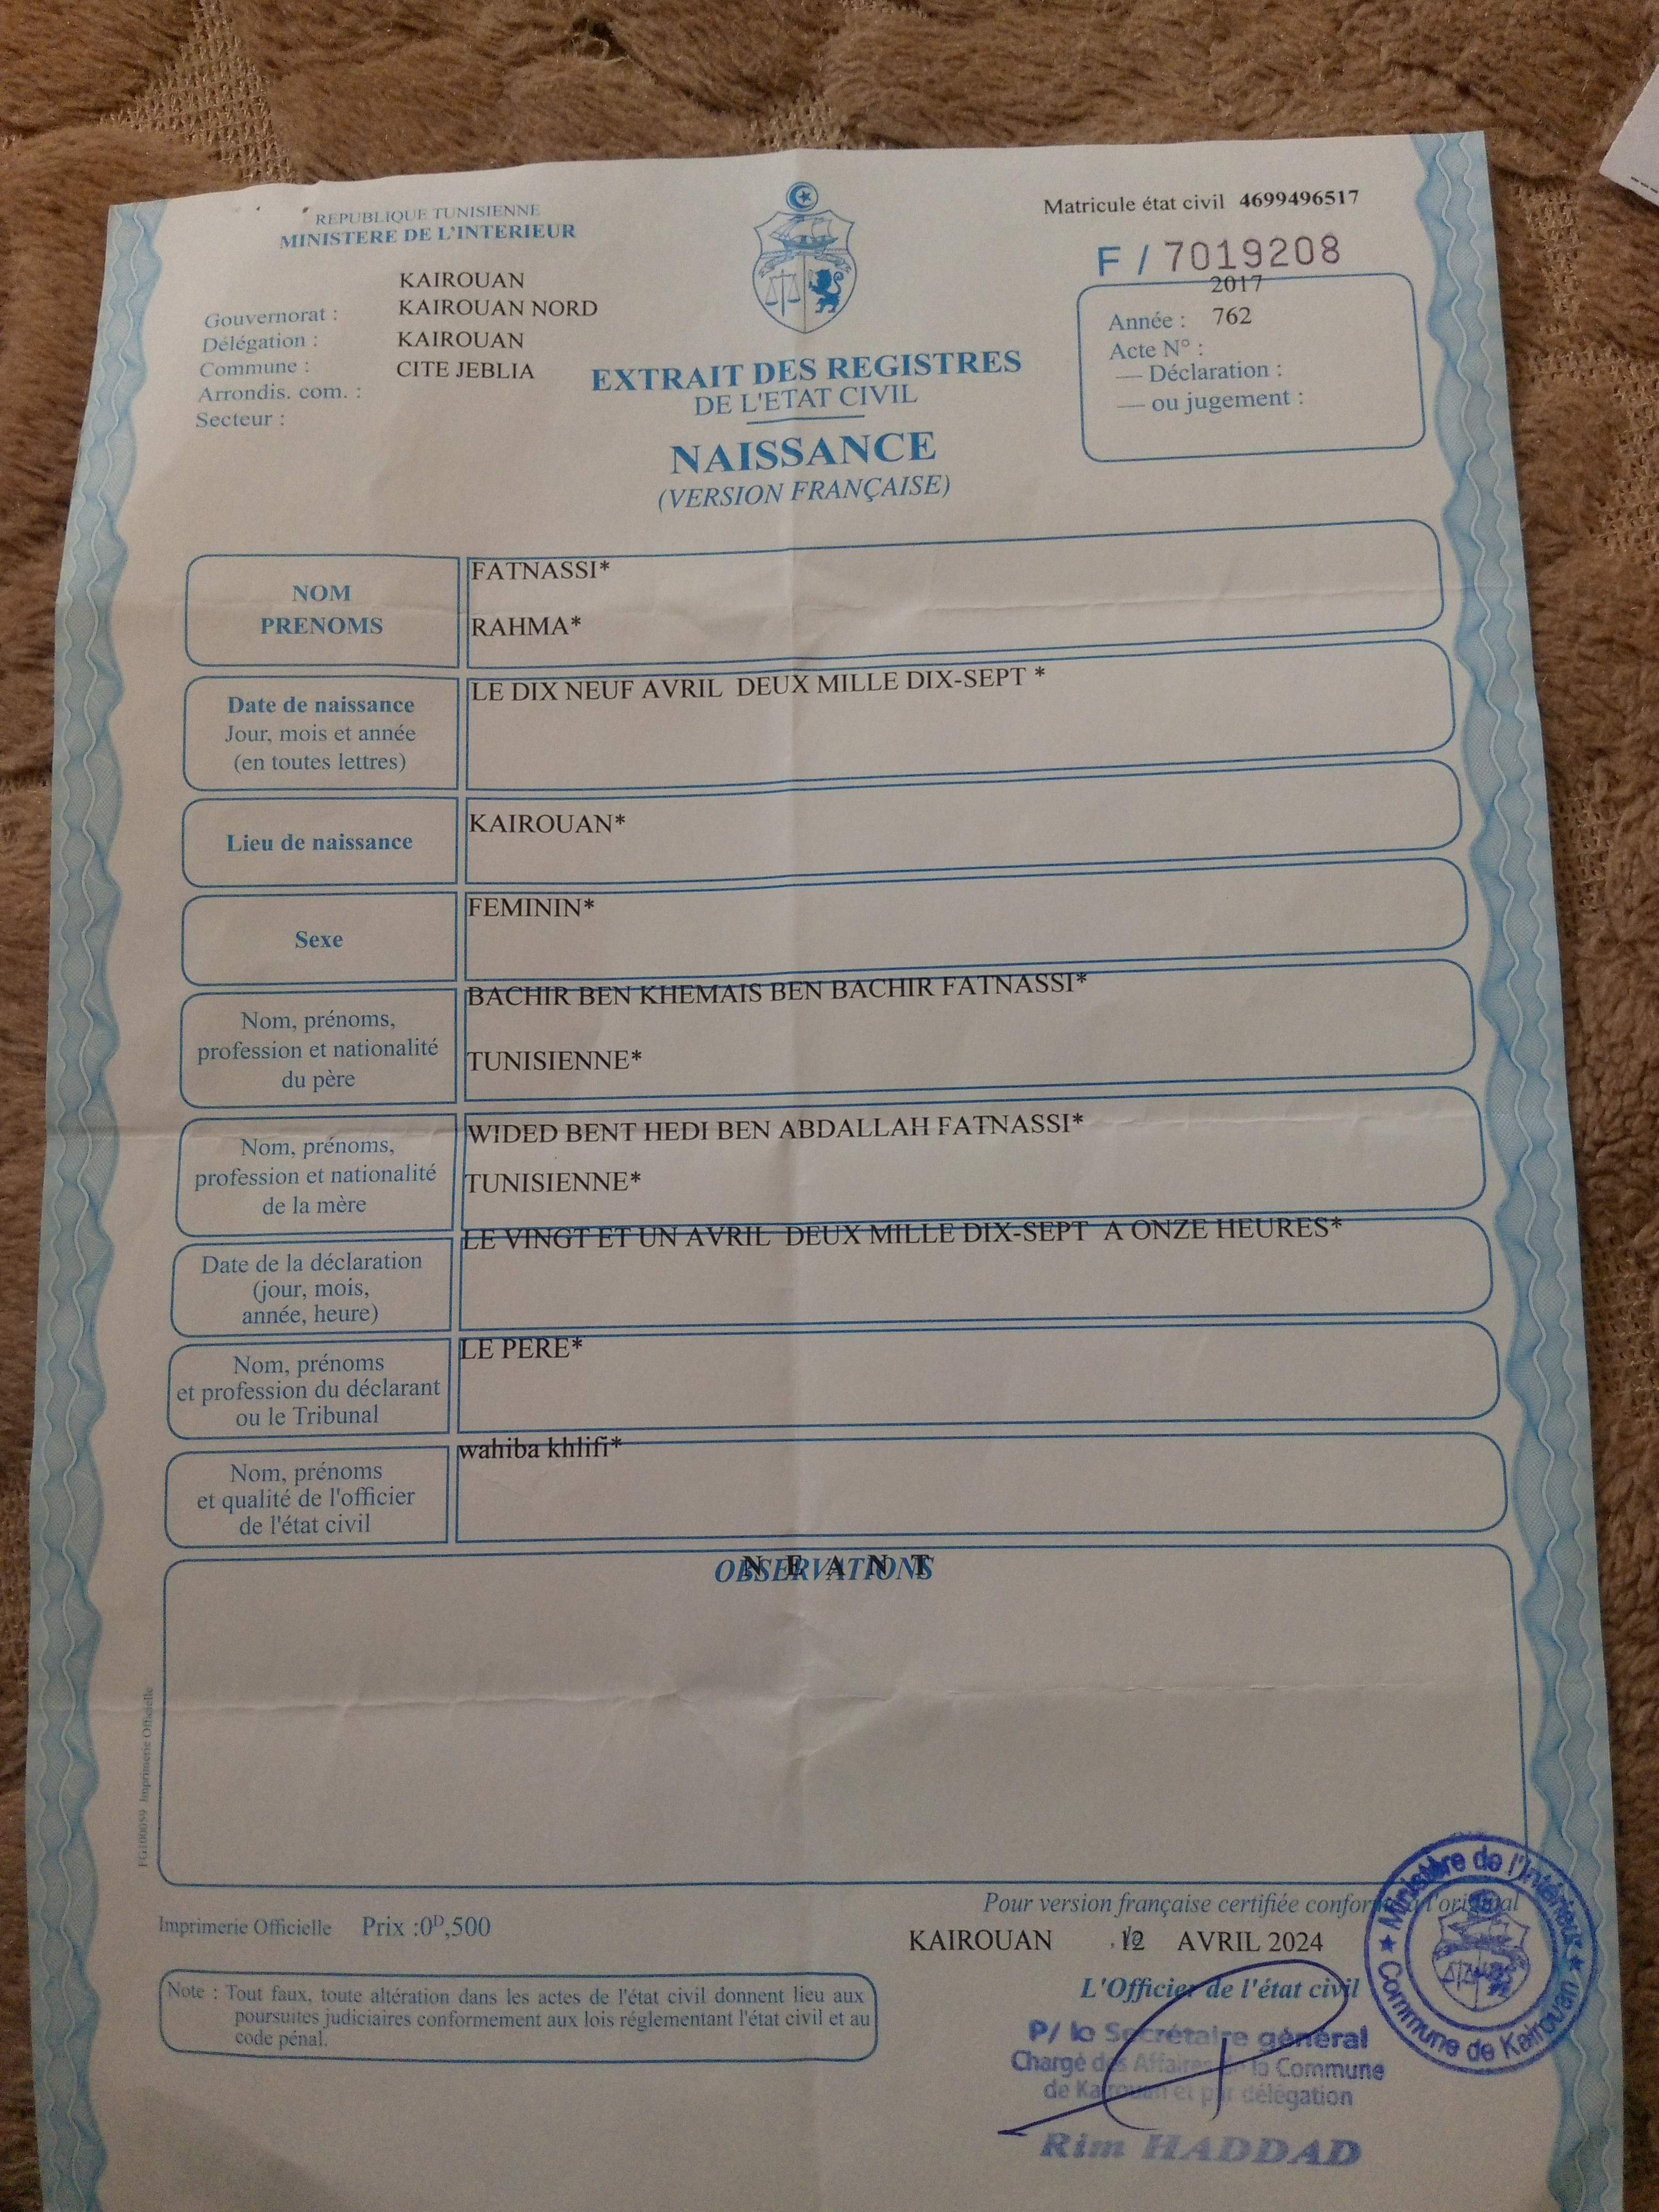 REPUBLIQUE TUNISIENNE
MINISTERE DE L'INTERIEUR
Matricule état civil 4699496517
F / 7019208
KAIROUAN
Gouvernorat : KAIROUAN NORD
Délégation : KAIROUAN
Commune : CITE JEBLIA
Arrondis. com. :
Secteur :
2017
Année : 762
Acte N° :
— Déclaration :
— ou jugement :
EXTRAIT DES REGISTRES
DE L'ETAT CIVIL
NAISSANCE
(VERSION FRANÇAISE)
NOM FATNASSI*
PRENOMS RAHMA*
Date de naissance
Jour, mois et année
(en toutes lettres)
LE DIX NEUF AVRIL DEUX MILLE DIX-SEPT *
Lieu de naissance KAIROUAN*
Sexe FEMININ*
Nom, prénoms,
profession et nationalité
du père
BACHIR BEN KHEMAIS BEN BACHIR FATNASSI*
TUNISIENNE*
Nom, prénoms,
profession et nationalité
de la mère
WIDED BENT HEDI BEN ABDALLAH FATNASSI*
TUNISIENNE*
Date de la déclaration
(jour, mois,
année, heure)
LE VINGT ET UN AVRIL DEUX MILLE DIX-SEPT A ONZE HEURES*
Nom, prénoms
et profession du déclarant
ou le Tribunal
LE PERE*
Nom, prénoms
et qualité de l'officier
de l'état civil
wahiba khlifi*
OBSERVATIONS
N E A N T
FG100059 Imprimerie Officielle
Imprimerie Officielle Prix :0D,500
Pour version française certifiée conforme à l'original
KAIROUAN 12 AVRIL 2024
L'Officier de l'état civil
Note : Tout faux, toute altération dans les actes de l'état civil donnent lieu aux
poursuites judiciaires conformement aux lois réglementant l'état civil et au
code pénal.
P/ le Secrétaire général
Chargé des Affaires de la Commune
de Kairouan et par délégation
Rim HADDAD
Ministère de l'Intérieur
Commune de Kairouan